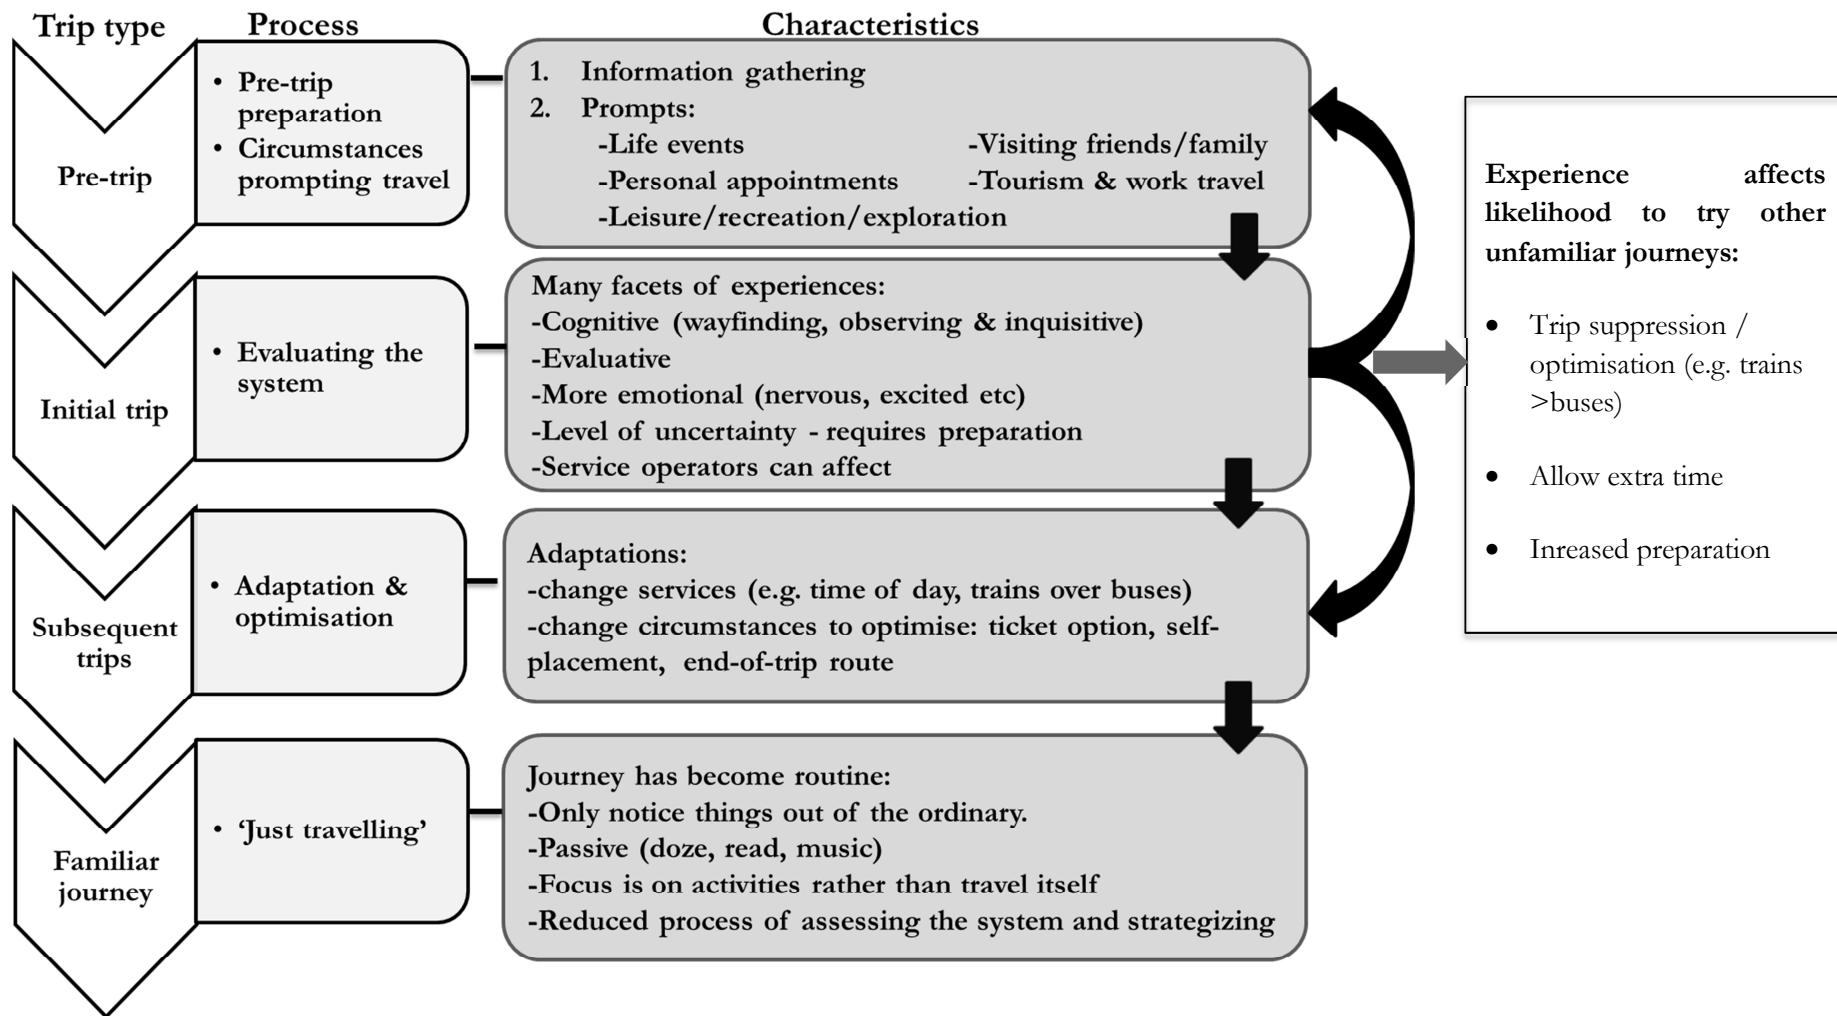 Trip type
Process
Characteristics
Pre-trip
• Pre-trip
preparation
• Circumstances
prompting travel
1. Information gathering
2. Prompts:
-Life events
-Visiting friends/family
-Personal appointments
-Tourism & work travel
-Leisure/recreation/exploration
Initial trip
• Evaluating the
system
Many facets of experiences:
-Cognitive (wayfinding, observing & inquisitive)
-Evaluative
-More emotional (nervous, excited etc)
-Level of uncertainty - requires preparation
-Service operators can affect
Subsequent
trips
• Adaptation &
optimisation
Adaptations:
-change services (e.g. time of day, trains over buses)
-change circumstances to optimise: ticket option, self-
placement, end-of-trip route
Familiar
journey
• ‘Just travelling’
Journey has become routine:
-Only notice things out of the ordinary.
-Passive (doze, read, music)
-Focus is on activities rather than travel itself
-Reduced process of assessing the system and strategizing
Experience affects
likelihood to try other
unfamiliar journeys:
• Trip suppression /
optimisation (e.g. trains
>buses)
• Allow extra time
• Inreased preparation